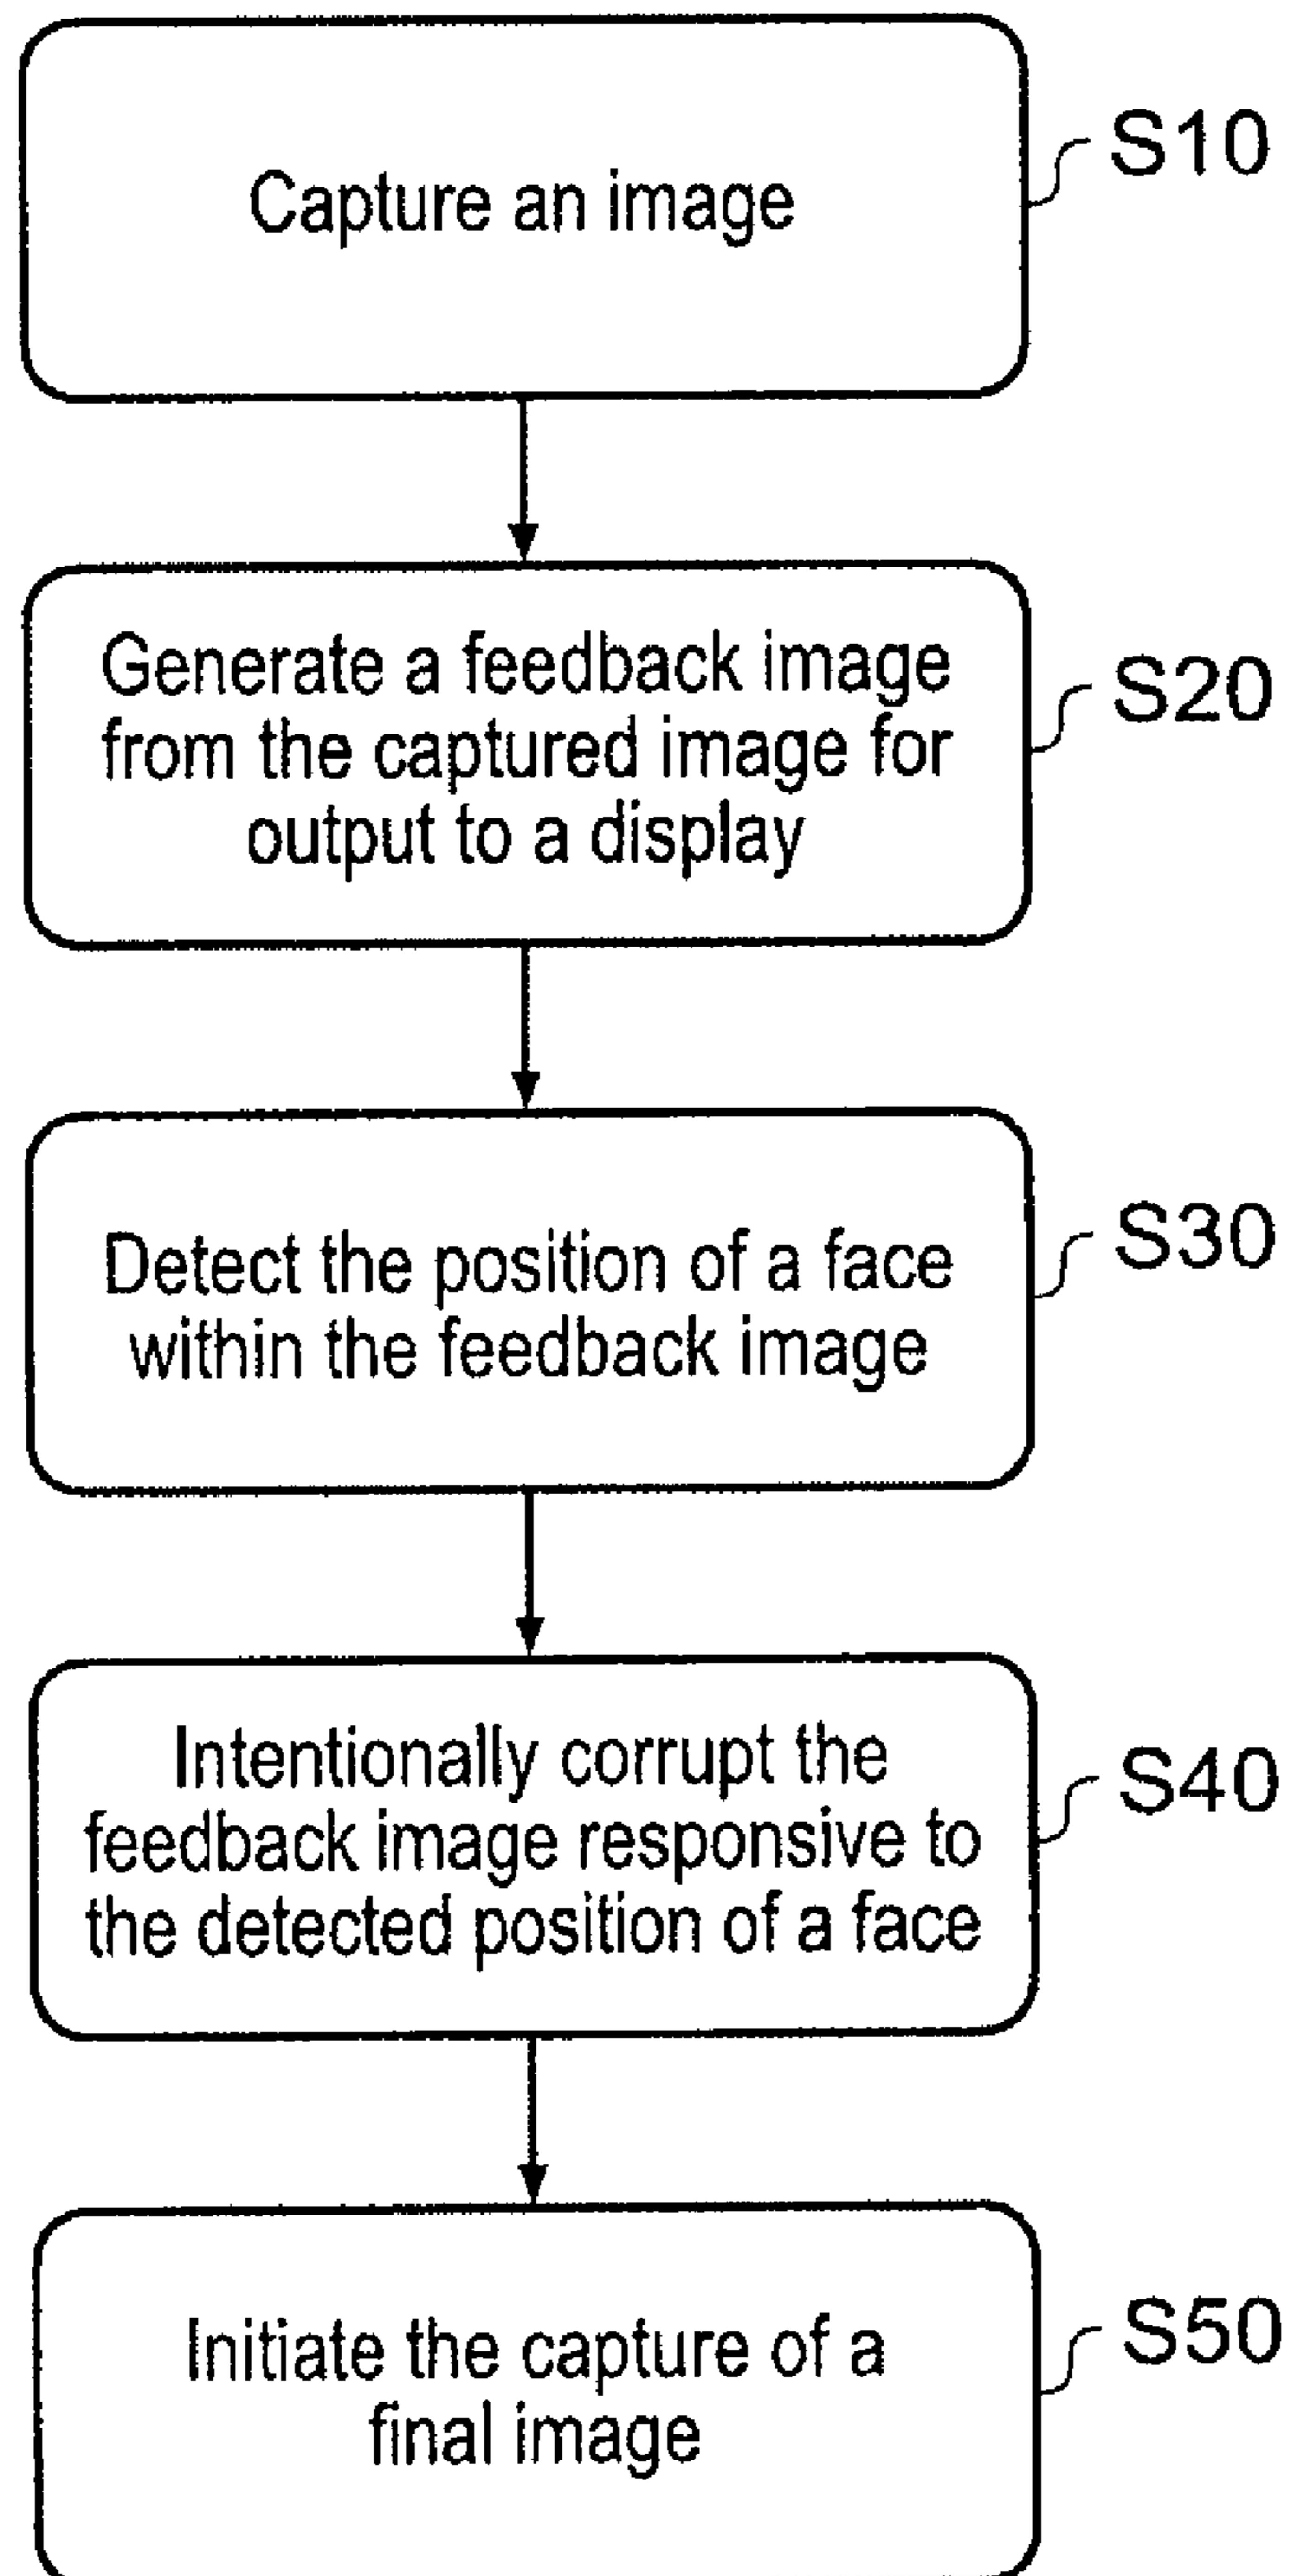 Capture an image
S10
Generate a feedback image
from the captured image for
output to a display
S20
Detect the position of a face
within the feedback image
S30
Intentionally corrupt the
feedback image responsive to
the detected position of a face
S40
Initiate the capture of a
final image
S50